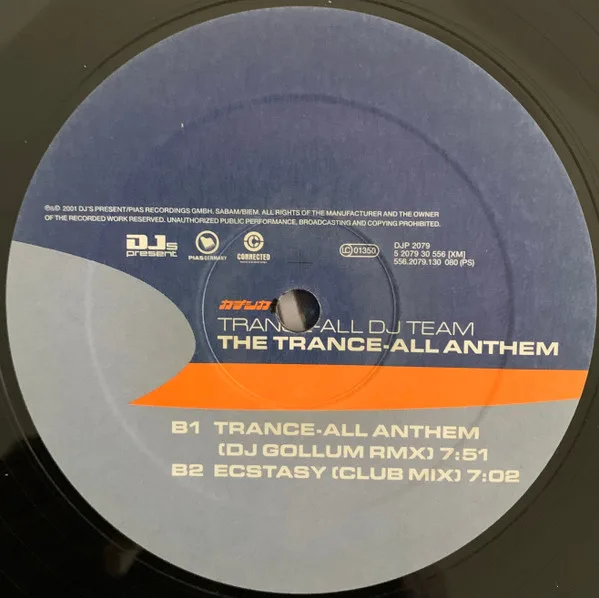 ℗&© 2001 DJ'S PRESENT/PIAS RECORDINGS GMBH, SABAM/BIEM. ALL RIGHTS OF THE MANUFACTURER AND THE OWNER
OF THE RECORDED WORK RESERVED. UNAUTHORIZED PUBLIC PERFORMANCE, BROADCASTING AND COPYING PROHIBITED.
DJs
present
PIAS GERMANY
CONNECTED
LC 01350
DJP 2079
5 2079 30 556 [XM]
556.2079.130 080 (PS)
TRANCE-ALL DJ TEAM
THE TRANCE-ALL ANTHEM
B1 TRANCE-ALL ANTHEM
(DJ GOLLUM RMX) 7:51
B2 ECSTASY (CLUB MIX) 7:02